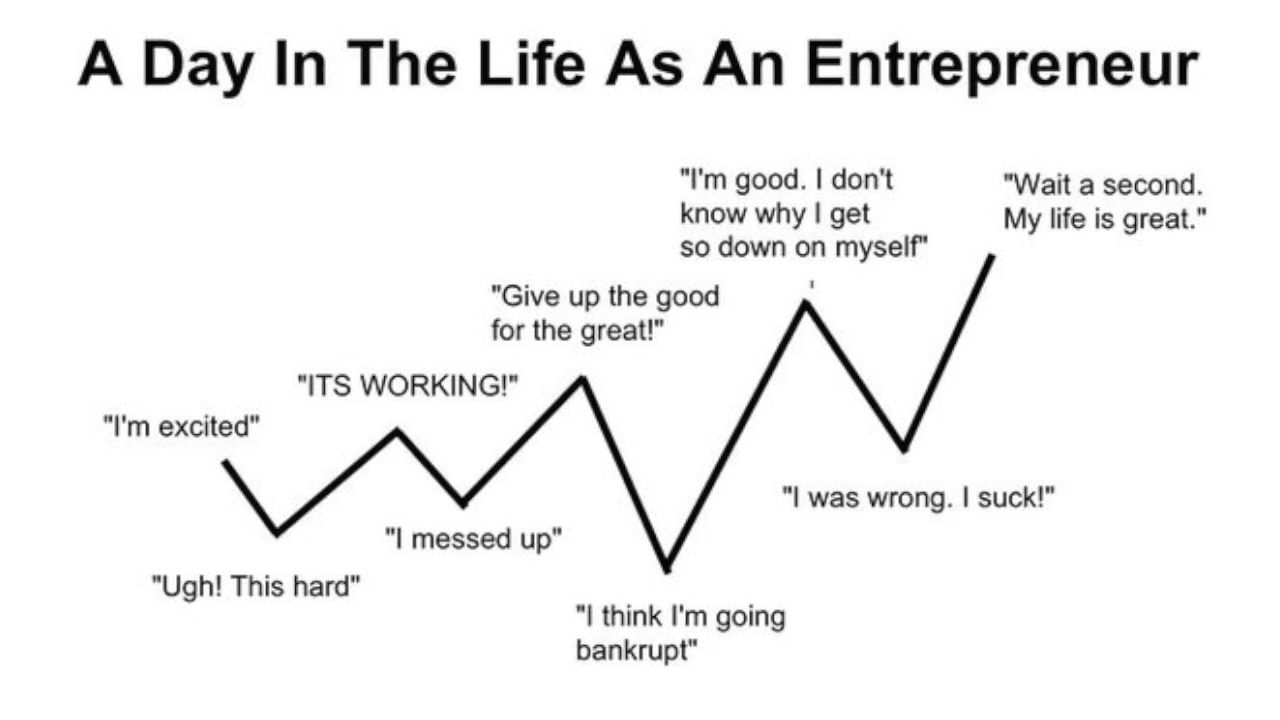 A Day In The Life As An Entrepreneur
"I'm excited"
"Ugh! This hard"
"ITS WORKING!"
"I messed up"
"Give up the good
for the great!"
"I think I'm going
bankrupt"
"I'm good. I don't
know why I get
so down on myself"
"I was wrong. I suck!"
"Wait a second.
My life is great."